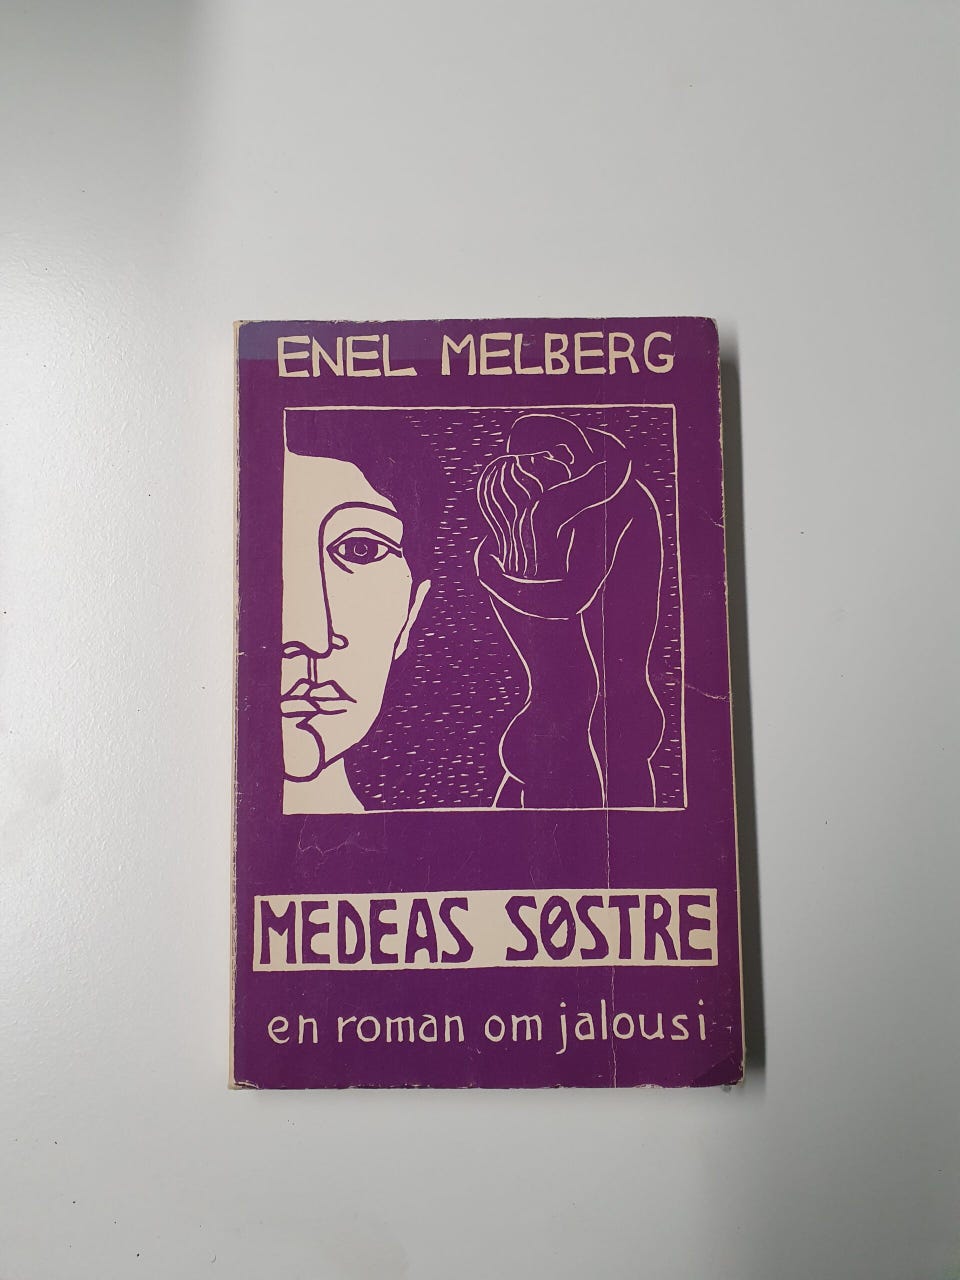 ENEL MELBERG
MEDEAS SØSTRE
en roman om jalousi